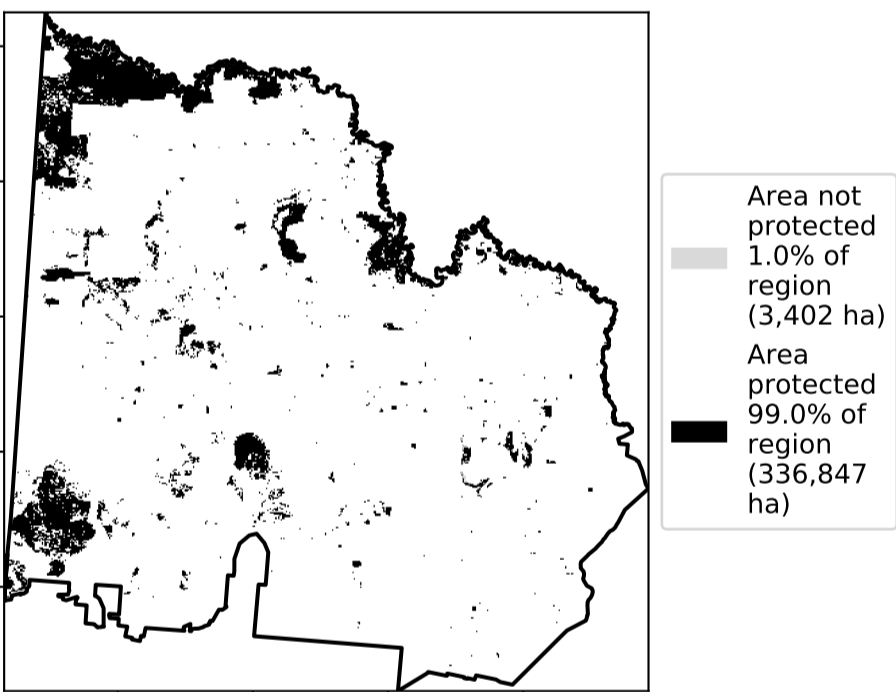 Area not
protected
1.0% of
region
(3,402 ha)
Area
protected
99.0% of
region
(336,847
ha)